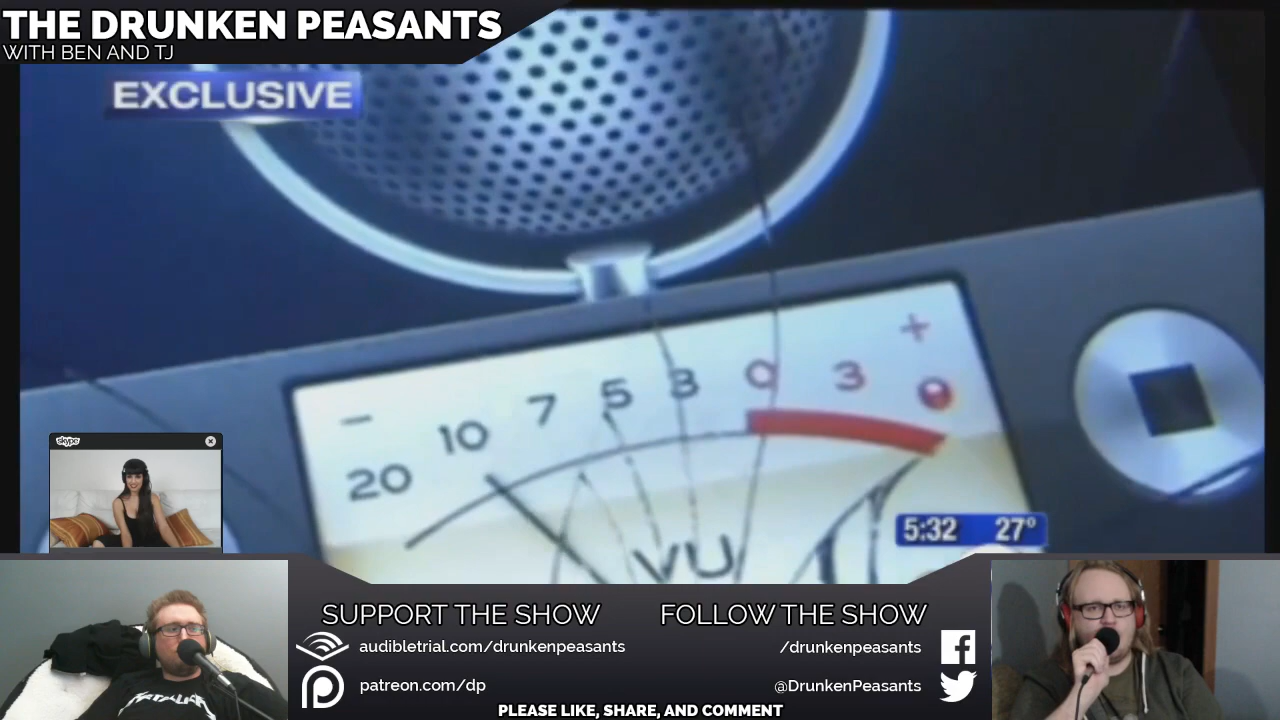 THE DRUNKEN PEASANTS
WITH BEN AND TJ
EXCLUSIVE
+
− 10 7 5 3 0 3
20
VU
skype
5:32 27°
SUPPORT THE SHOW
audibletrial.com/drunkenpeasants
patreon.com/dp
FOLLOW THE SHOW
/drunkenpeasants
@DrunkenPeasants
METALLICA
PLEASE LIKE, SHARE, AND COMMENT